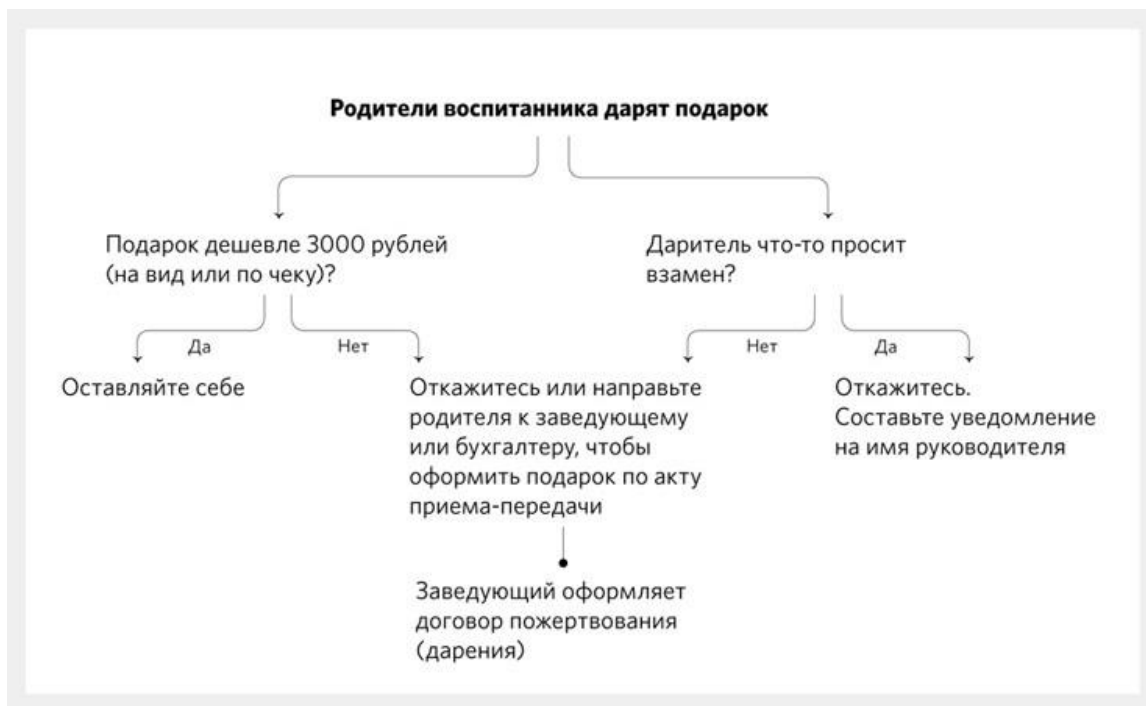 Родители воспитанника дарят подарок
Подарок дешевле 3000 рублей
(на вид или по чеку)?
Даритель что-то просит
взамен?
Да
Нет
Нет
Да
Оставляйте себе
Откажитесь или направьте
родителя к заведующему
или бухгалтеру, чтобы
оформить подарок по акту
приема-передачи
Откажитесь.
Составьте уведомление
на имя руководителя
Заведующий оформляет
договор пожертвования
(дарения)